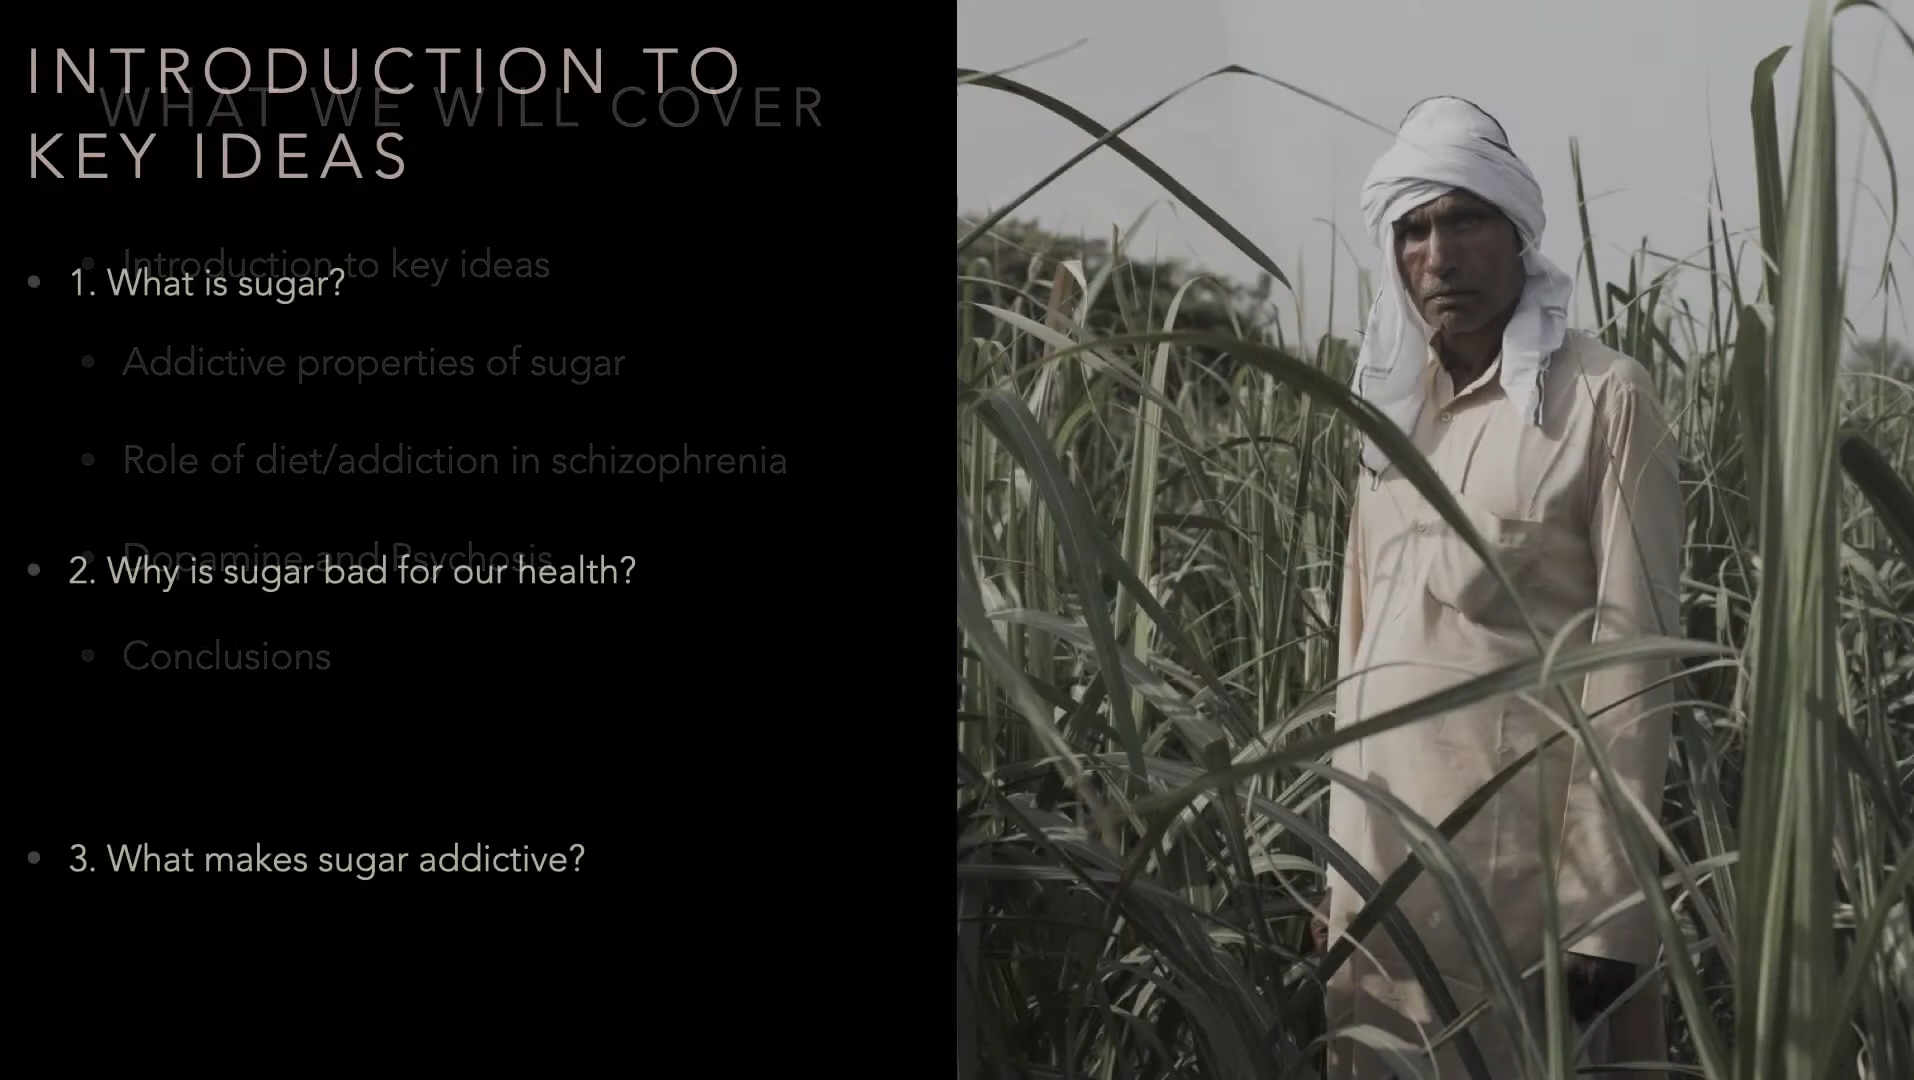 INTRODUCTION TO
KEY IDEAS
• 1. What is sugar?
• 2. Why is sugar bad for our health?
• 3. What makes sugar addictive?
WHAT WE WILL COVER
• Introduction to key ideas
• Addictive properties of sugar
• Role of diet/addiction in schizophrenia
• Dopamine and Psychosis
• Conclusions